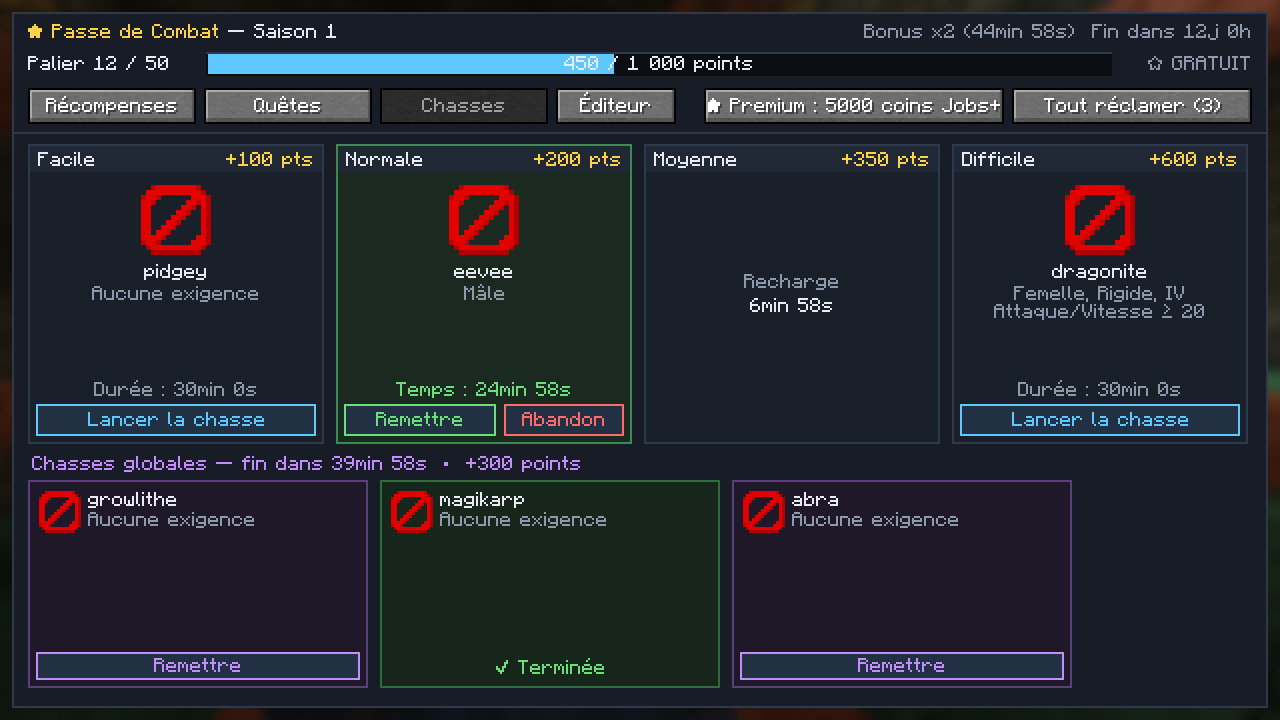 Passe de Combat — Saison 1
Bonus x2 (44min 58s) Fin dans 12j 0h
Palier 12 / 50
450 / 1 000 points
GRATUIT
Récompenses
Quêtes
Chasses
Éditeur
Premium : 5000 coins Jobs+
Tout réclamer (3)
Facile +100 pts
pidgey
Aucune exigence
Durée : 30min 0s
Lancer la chasse
Normale +200 pts
eevee
Mâle
Temps : 24min 58s
Remettre
Abandon
Moyenne +350 pts
Recharge
6min 58s
Difficile +600 pts
dragonite
Femelle, Rigide, IV
Attaque/Vitesse ≥ 20
Durée : 30min 0s
Lancer la chasse
Chasses globales — fin dans 39min 58s • +300 points
growlithe
Aucune exigence
Remettre
magikarp
Aucune exigence
✓ Terminée
abra
Aucune exigence
Remettre